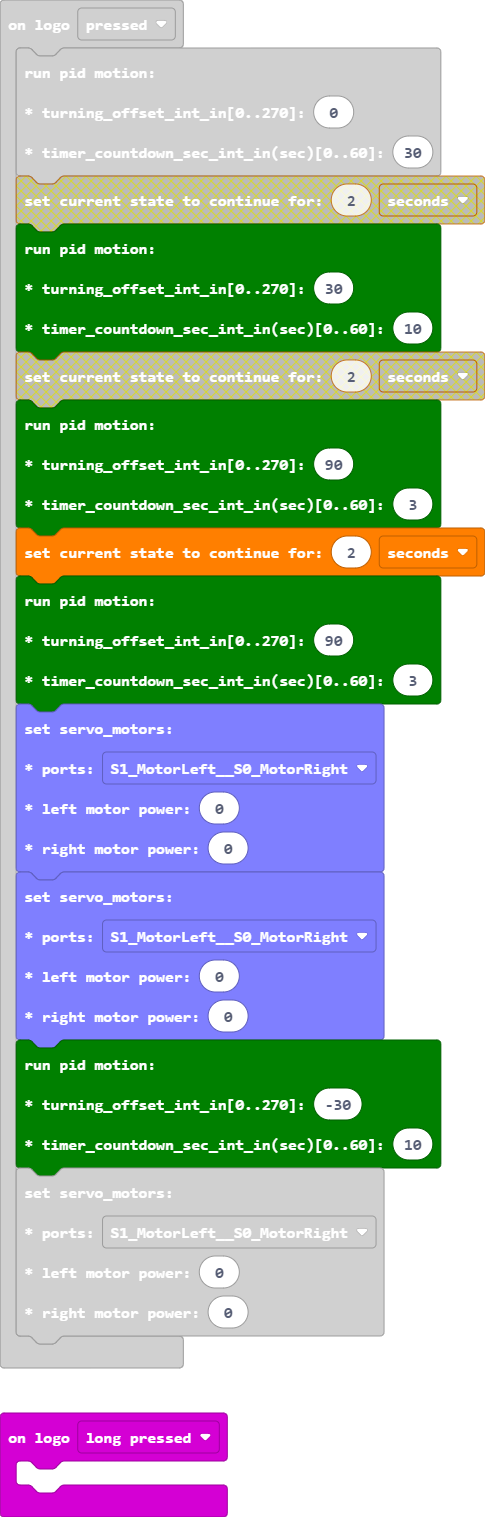 on logo pressed
run pid motion:
* turning_offset_int_in[0..270]: 0
* timer_countdown_sec_int_in(sec)[0..60]: 30
set current state to continue for: 2 seconds
run pid motion:
* turning_offset_int_in[0..270]: 30
* timer_countdown_sec_int_in(sec)[0..60]: 10
set current state to continue for: 2 seconds
run pid motion:
* turning_offset_int_in[0..270]: 90
* timer_countdown_sec_int_in(sec)[0..60]: 3
set current state to continue for: 2 seconds
run pid motion:
* turning_offset_int_in[0..270]: 90
* timer_countdown_sec_int_in(sec)[0..60]: 3
set servo_motors:
* ports: S1_MotorLeft__S0_MotorRight
* left motor power: 0
* right motor power: 0
set servo_motors:
* ports: S1_MotorLeft__S0_MotorRight
* left motor power: 0
* right motor power: 0
run pid motion:
* turning_offset_int_in[0..270]: -30
* timer_countdown_sec_int_in(sec)[0..60]: 10
set servo_motors:
* ports: S1_MotorLeft__S0_MotorRight
* left motor power: 0
* right motor power: 0
on logo long pressed